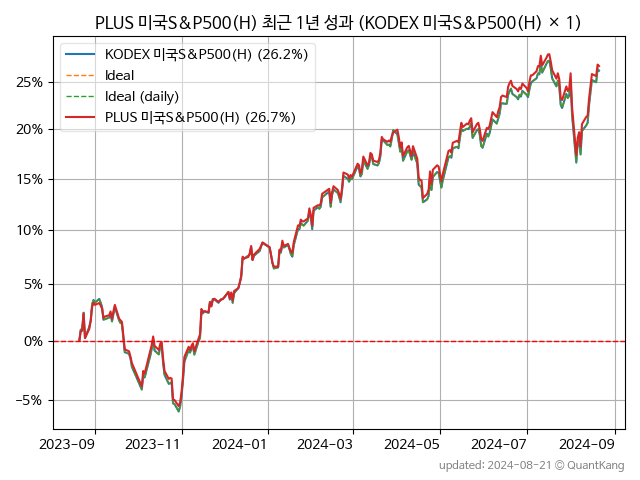 PLUS 미국S&P500(H) 최근 1년 성과 (KODEX 미국S&P500(H) × 1)
KODEX 미국S&P500(H) (26.2%)
Ideal
Ideal (daily)
PLUS 미국S&P500(H) (26.7%)
25%
20%
15%
10%
5%
0%
−5%
2023-09 2023-11 2024-01 2024-03 2024-05 2024-07 2024-09
updated: 2024-08-21 © QuantKang